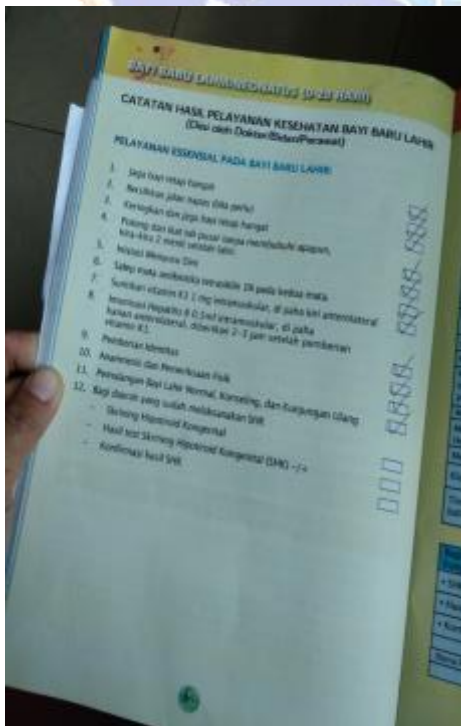 BAYI BARU LAHIR/NEONATUS (0-28 HARI)
CATATAN HASIL PELAYANAN KESEHATAN BAYI BARU LAHIR
(Diisi oleh Dokter/Bidan/Perawat)
PELAYANAN ESSENSIAL PADA BAYI BARU LAHIR
1. Jaga bayi tetap hangat
2. Bersihkan jalan napas (bila perlu)
3. Keringkan dan jaga bayi tetap hangat
4. Potong dan ikat tali pusat tanpa membubuhi apapun,
kira-kira 2 menit setelah lahir.
5. Inisiasi Menyusu Dini
6. Salep mata antibiotika tetrasiklin 1% pada kedua mata
7. Suntikan vitamin K1 1 mg intramuskular, di paha kiri anterolateral
8. Imunisasi Hepatitis B 0,5ml intramuskular, di paha
kanan anterolateral, diberikan 2-3 jam setelah pemberian
vitamin K1.
9. Pemberian Identitas
10. Anamnesis dan Pemeriksaan Fisik
11. Pemulangan Bayi Lahir Normal, Konseling, dan Kunjungan Ulang
12. Bagi daerah yang sudah melaksanakan SHK
- Skrining Hipotiroid Kongenital
- Hasil test Skrining Hipotiroid Kongenital (SHK) -/+
- Konfirmasi hasil SHK